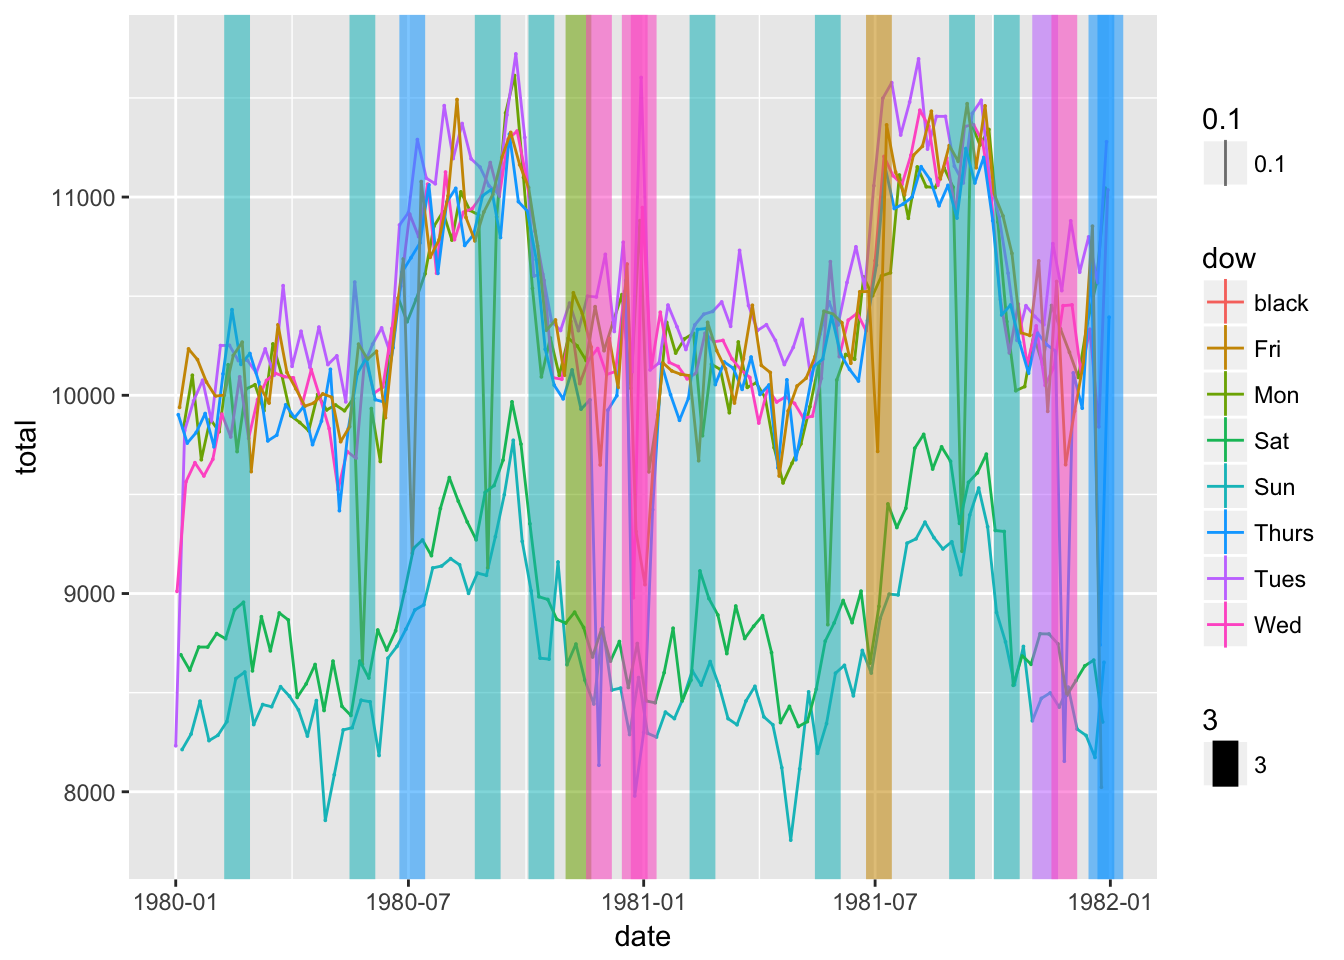 total
11000
10000
9000
8000
1980-01
1980-07
1981-01
1981-07
1982-01
date
0.1
0.1
dow
black
Fri
Mon
Sat
Sun
Thurs
Tues
Wed
3
3